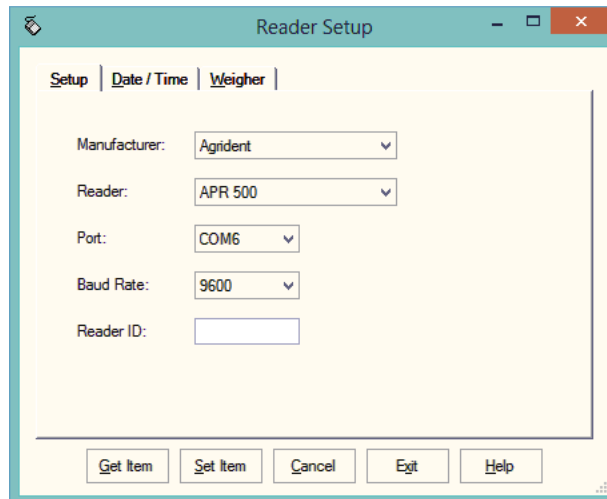 Reader Setup
Setup Date / Time Weigher
Manufacturer: Agrident
Reader: APR 500
Port: COM6
Baud Rate: 9600
Reader ID:
Get Item Set Item Cancel Exit Help